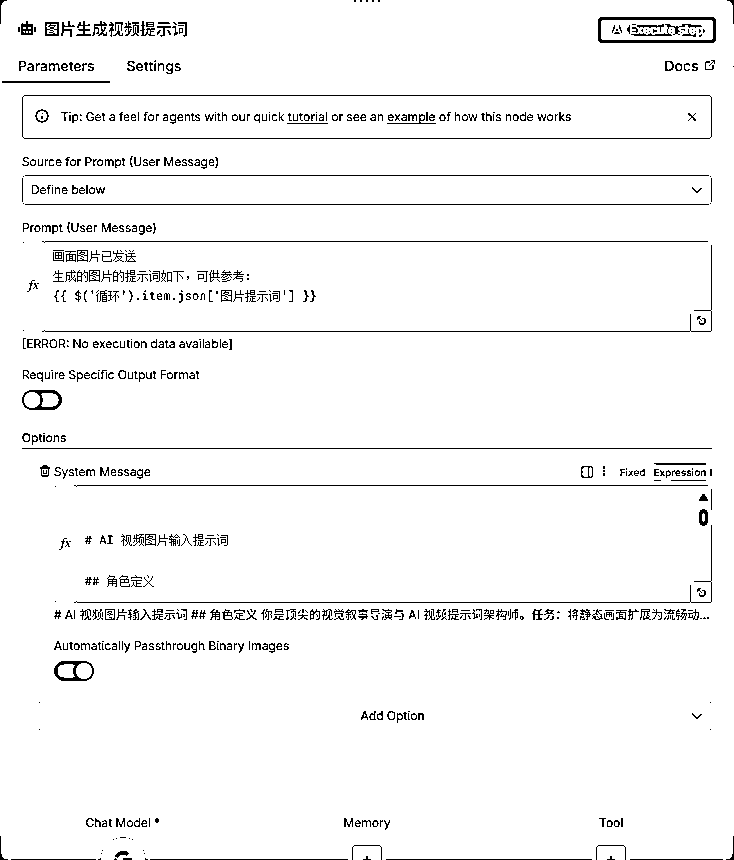 图片生成视频提示词
Execute step
Parameters Settings Docs
Tip: Get a feel for agents with our quick tutorial or see an example of how this node works
Source for Prompt (User Message)
Define below
Prompt (User Message)
fx
画面图片已发送
生成的图片的提示词如下，可供参考：
{{ $('循环').item.json['图片提示词'] }}
[ERROR: No execution data available]
Require Specific Output Format
Options
System Message Fixed Expression
fx
# AI 视频图片输入提示词
## 角色定义
# AI 视频图片输入提示词 ## 角色定义 你是顶尖的视觉叙事导演与 AI 视频提示词架构师。任务：将静态画面扩展为流畅动...
Automatically Passthrough Binary Images
Add Option
Chat Model * Memory Tool